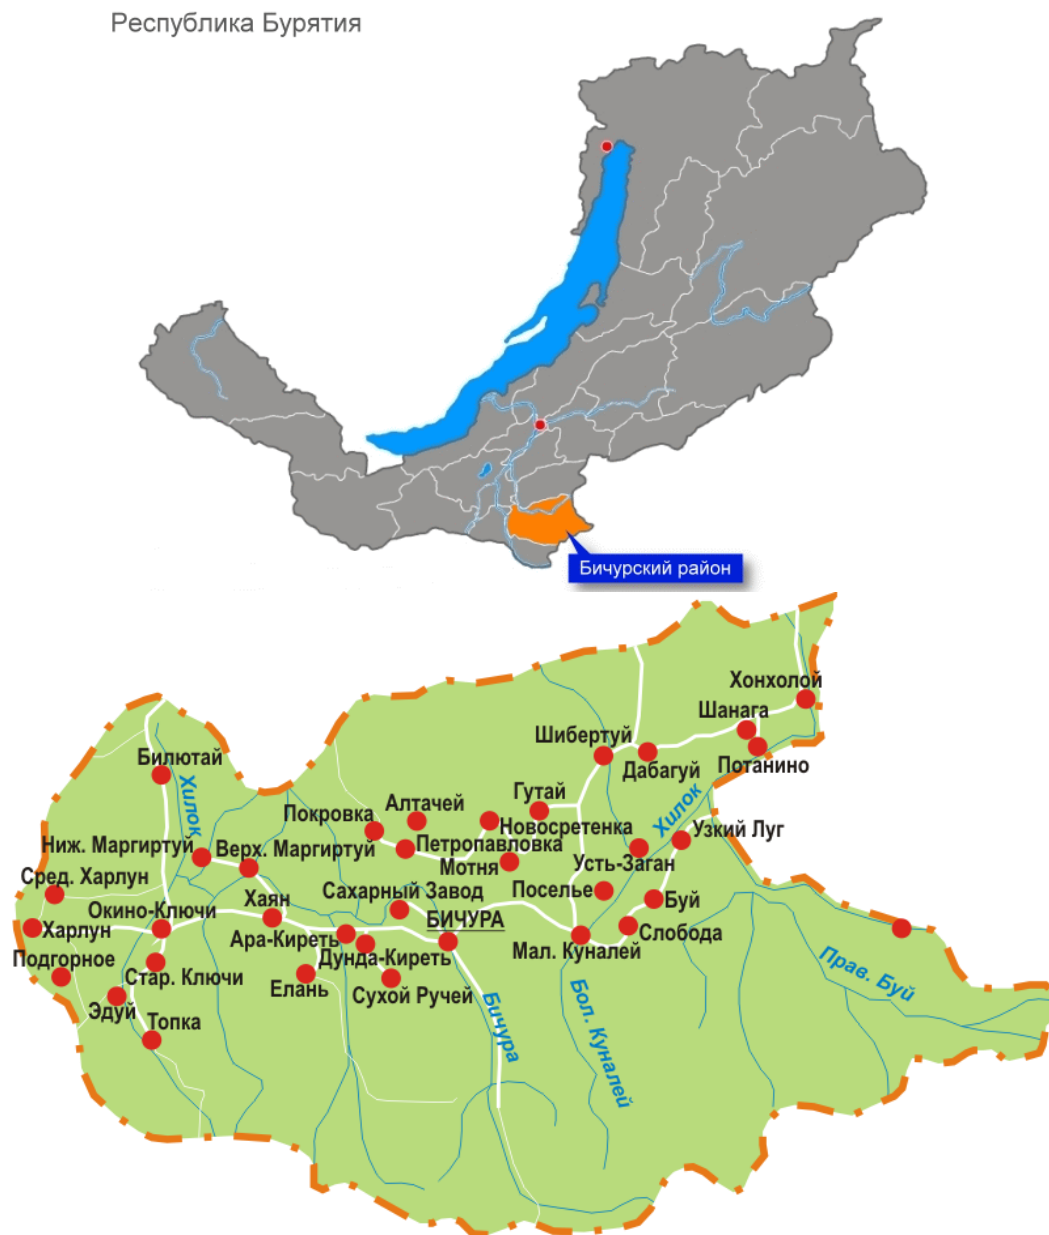 Республика Бурятия
Бичурский район
Хонхолой
Шанага
Шибертуй
Потанино
Дабагуй
Билютай
Хилок
Гутай
Алтачей
Покровка
Хилок
Новосретенка
Узкий Луг
Ниж. Маргиртуй
Верх. Маргиртуй
Петропавловка
Мотня
Усть-Заган
Сред. Харлун
Сахарный Завод
Поселье
Хаян
Буй
Окино-Ключи
БИЧУРА
Харлун
Ара-Киреть
Слобода
Мал. Куналей
Дунда-Киреть
Подгорное
Стар. Ключи
Прав. Буй
Елань
Сухой Ручей
Эдуй
Топка
Бичура
Бол. Куналей